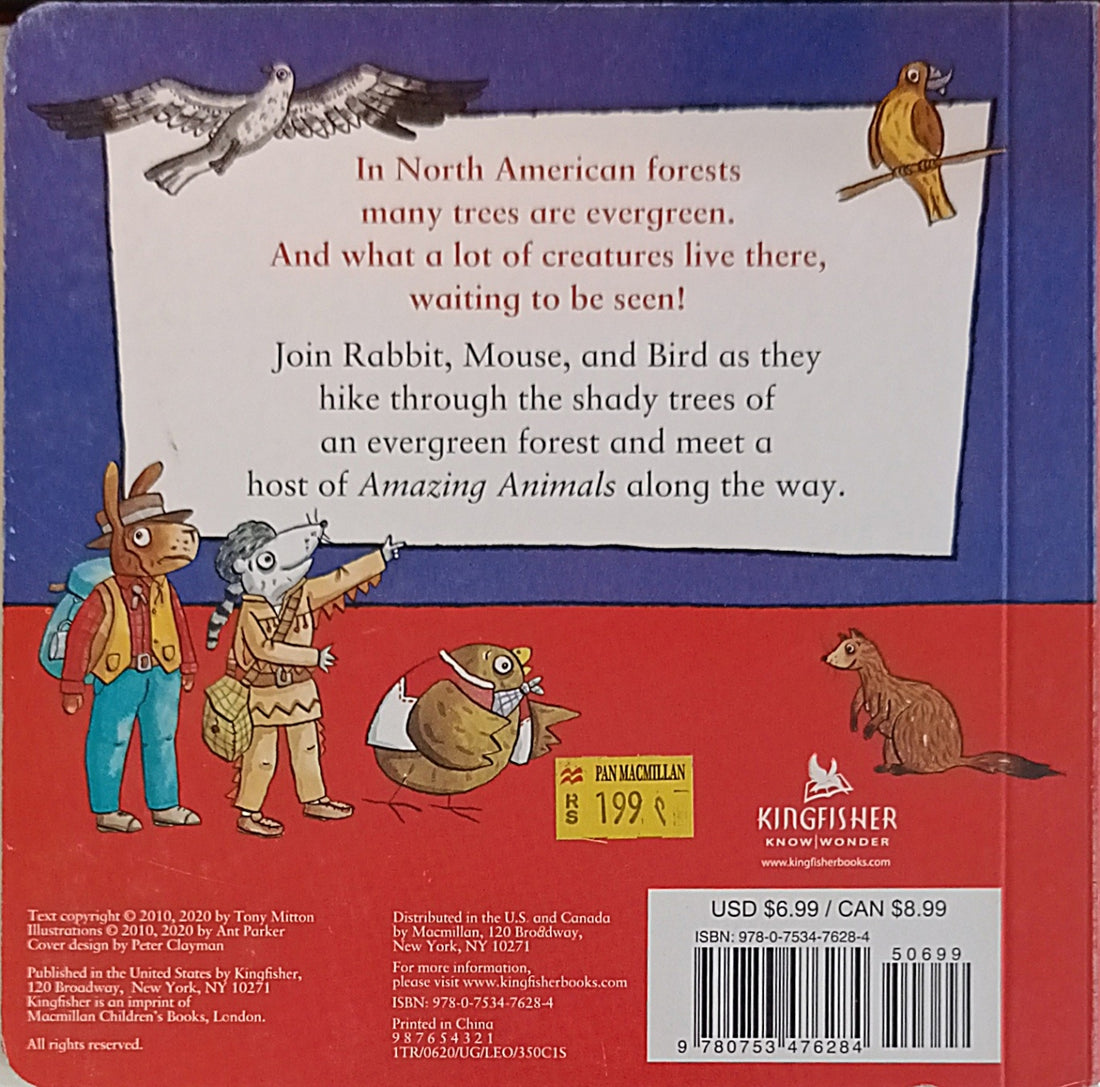 In North American forests
many trees are evergreen.
And what a lot of creatures live there,
waiting to be seen!
Join Rabbit, Mouse, and Bird as they
hike through the shady trees of
an evergreen forest and meet a
host of Amazing Animals along the way.
PAN MACMILLAN
RS 199
KINGFISHER
KNOW|WONDER
www.kingfisherbooks.com
Text copyright © 2010, 2020 by Tony Mitton
Illustrations © 2010, 2020 by Ant Parker
Cover design by Peter Clayman
Published in the United States by Kingfisher,
120 Broadway, New York, NY 10271
Kingfisher is an imprint of
Macmillan Children's Books, London.
All rights reserved.
Distributed in the U.S. and Canada
by Macmillan, 120 Broadway,
New York, NY 10271
For more information,
please visit www.kingfisherbooks.com
ISBN: 978-0-7534-7628-4
Printed in China
9 8 7 6 5 4 3 2 1
1TR/0620/UG/LEO/350C1S
USD $6.99 / CAN $8.99
ISBN: 978-0-7534-7628-4
50699
9 780753 476284